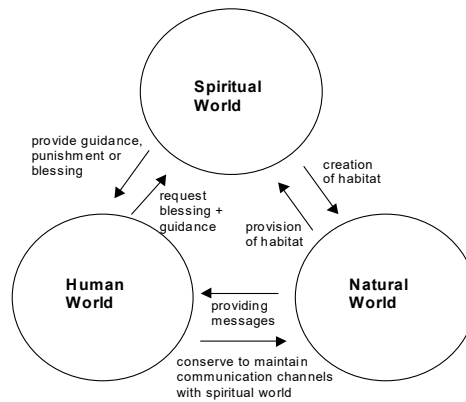 Spiritual
World
provide guidance,
punishment or
blessing
creation
of habitat
request
blessing +
guidance
provision
of habitat
Human
World
Natural
World
providing
messages
conserve to maintain
communication channels
with spiritual world